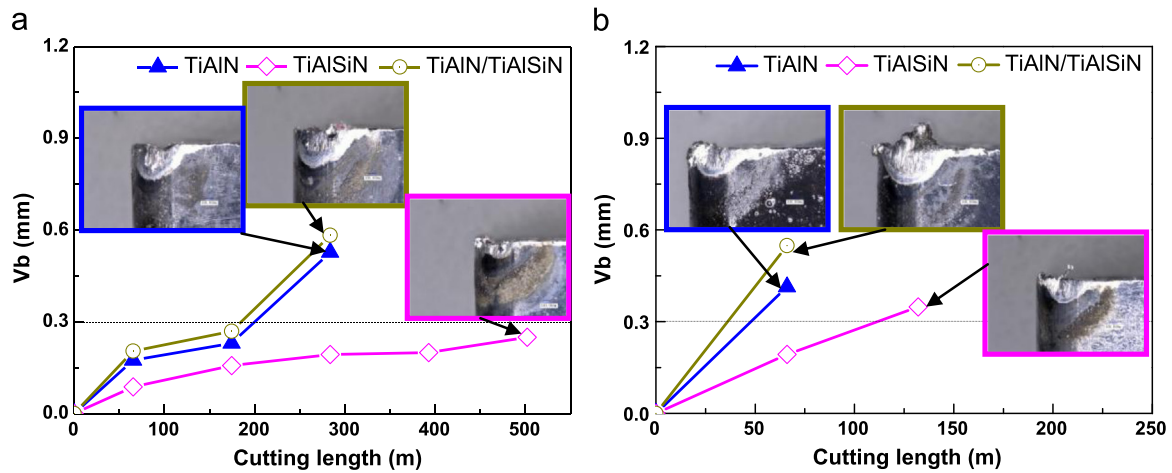 a
1.2
TiAlN
TiAlSiN
TiAlN/TiAlSiN
0.9
0.6
0.3
0.0
Vb (mm)
0
100
200
300
400
500
Cutting length (m)
b
1.2
TiAlN
TiAlSiN
TiAlN/TiAlSiN
0.9
0.6
0.3
0.0
Vb (mm)
0
50
100
150
200
250
Cutting length (m)